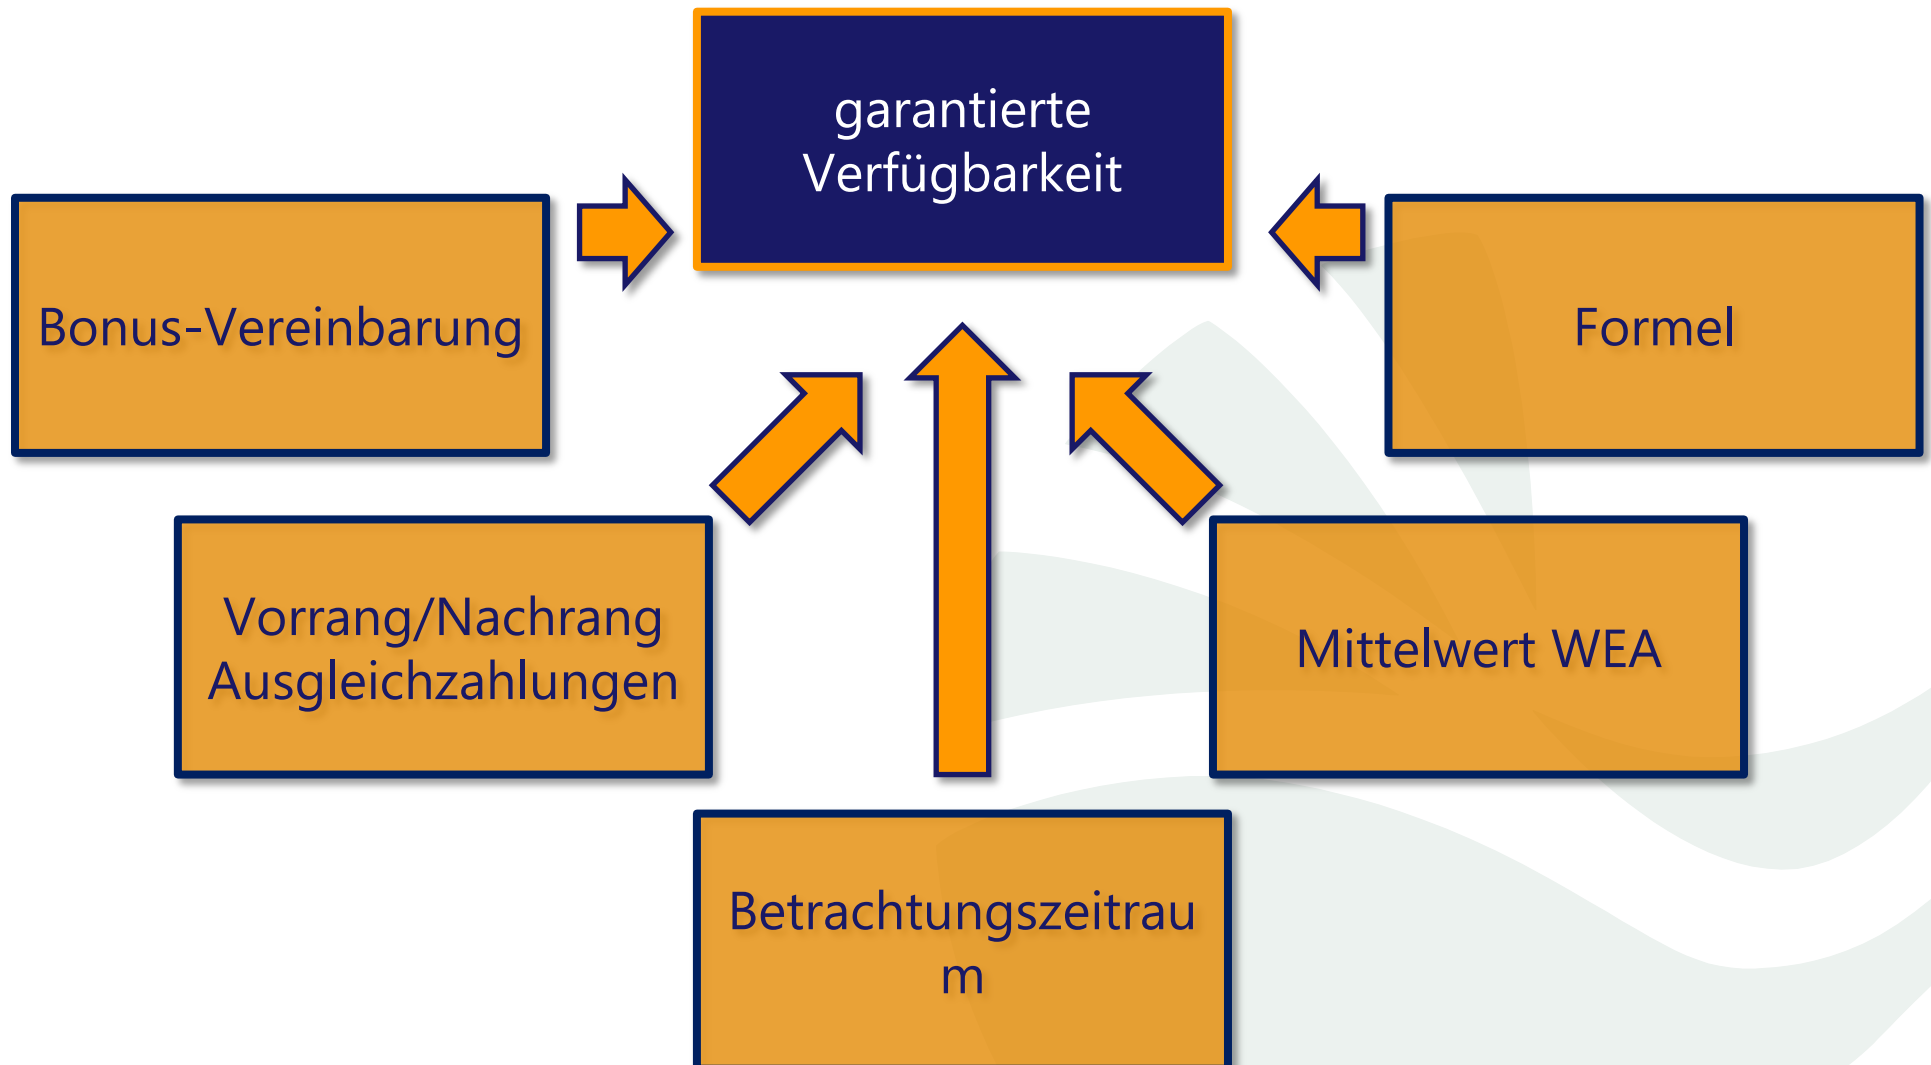 garantierte
Verfügbarkeit
Bonus-Vereinbarung
Formel
Vorrang/Nachrang
Ausgleichzahlungen
Mittelwert WEA
Betrachtungszeitrau
m